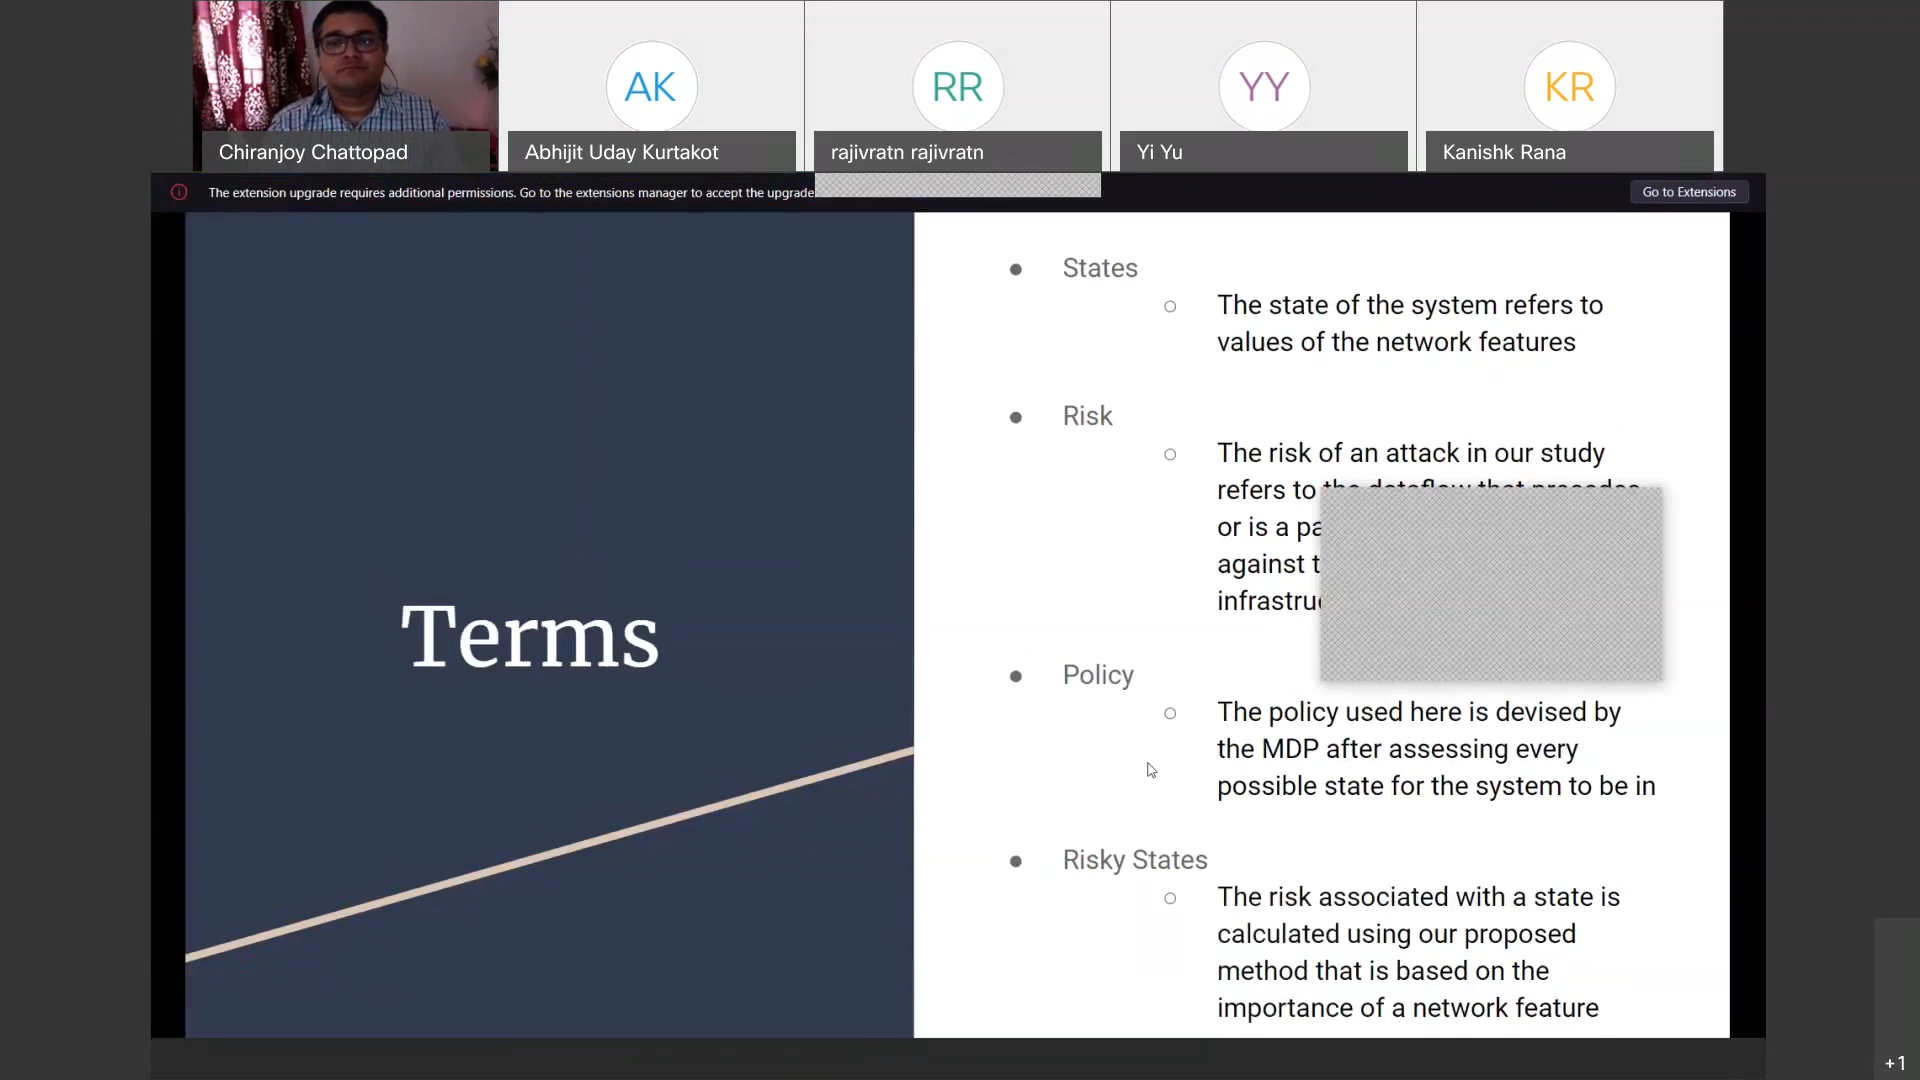 AK
RR
YY
KR
Chiranjoy Chattopad
Abhijit Uday Kurtakot
rajivratn rajivratn
Yi Yu
Kanishk Rana
The extension upgrade requires additional permissions. Go to the extensions manager to accept the upgrade
Go to Extensions
Terms
States
The state of the system refers to
values of the network features
Risk
The risk of an attack in our study
refers to the dataflow that precedes
or is a
against
Policy
The policy used here is devised by
the MDP after assessing every
possible state for the system to be in
Risky States
The risk associated with a state is
calculated using our proposed
method that is based on the
importance of a network feature
+1